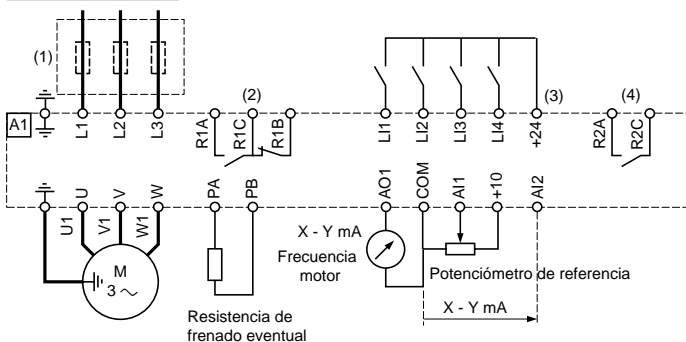 (1)
(2)
(3)
(4)
A1
L1
L2
L3
R1A
R1C
R1B
LI1
LI2
LI3
LI4
+24
R2A
R2C
U
V
W
PA
PB
AO1
COM
AI1
+10
AI2
U1
V1
W1
M
3
X - Y mA
Frecuencia
motor
Potenciómetro de referencia
X - Y mA
Resistencia de
frenado eventual